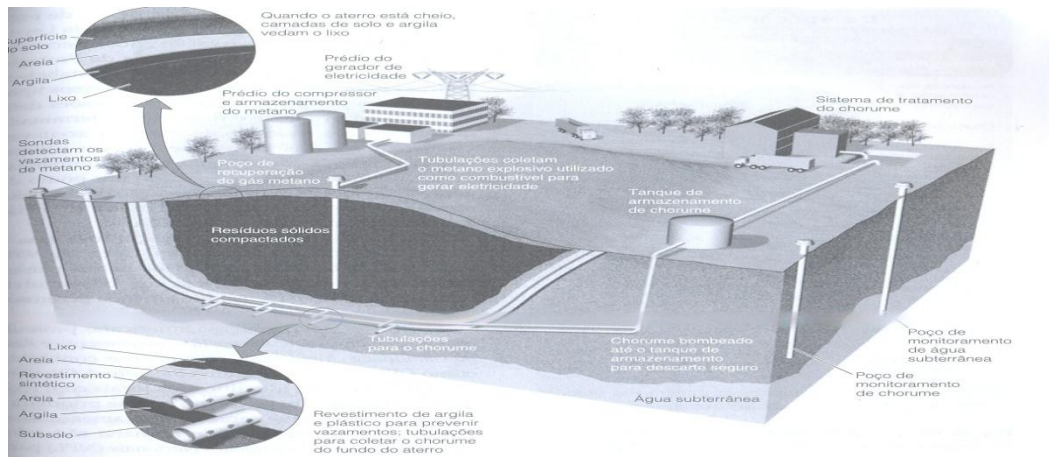 Quando o aterro está cheio,
camadas de solo e argila
vedam o lixo
superfície
do solo
Areia
Argila
Lixo
Prédio do
gerador de
eletricidade
Prédio do compressor
e armazenamento
do metano
Sistema de tratamento
do chorume
Sondas
detectam os
vazamentos
de metano
Poço de
recuperação
do gás metano
Tubulações coletam
o metano explosivo utilizado
como combustível para
gerar eletricidade
Tanque de
armazenamento
de chorume
Resíduos sólidos
compactados
Tubulações
para o chorume
Chorume bombeado
até o tanque de
armazenamento
para descarte seguro
Poço de
monitoramento
de água
subterrânea
Poço de
monitoramento
de chorume
Água subterrânea
Lixo
Areia
Revestimento
sintético
Areia
Argila
Subsolo
Revestimento de argila
e plástico para prevenir
vazamentos; tubulações
para coletar o chorume
do fundo do aterro